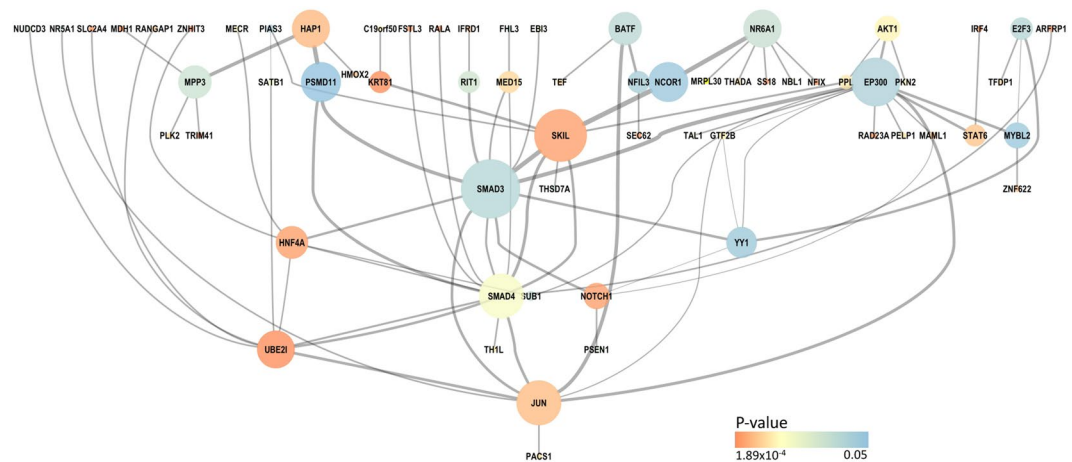 NUDCD3 NR5A1 SLC2A4 MDH1 RANGAP1 ZNHIT3 MECR PIAS3 HAP1 C19orf50 FSTL3 RALA IFRD1 FHL3 EBI3 BATF NR6A1 AKT1 IRF4 E2F3 ARFRP1
MPP3 SATB1 PSMD11 HMOX2 KRT81 RIT1 MED15 TEF NFIL3 NCOR1 MRPL30 THADA SS18 NBL1 NFIX PPL EP300 PKN2 TFDP1
PLK2 TRIM41 SKIL SEC62 TAL1 GTF2B RAD23A PELP1 MAML1 STAT6 MYBL2
SMAD3 THSD7A ZNF622
HNF4A YY1
SMAD4 SUB1 NOTCH1
UBE2I TH1L PSEN1
JUN
P-value
1.89x10⁻⁴ 0.05
PACS1